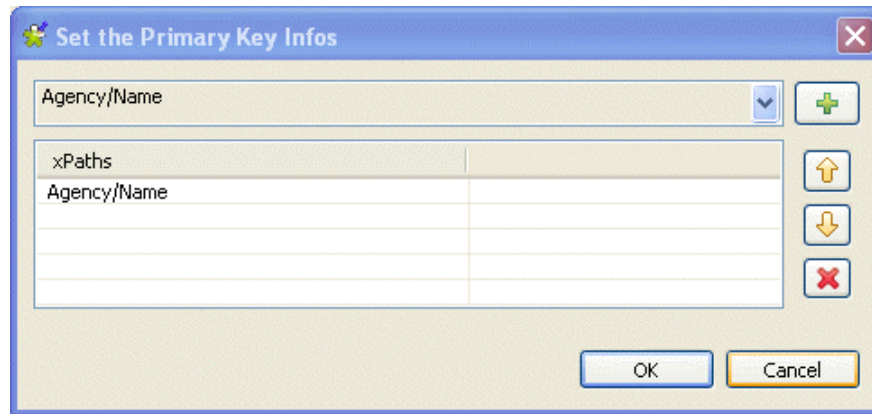 Set the Primary Key Infos
Agency/Name
xPaths
Agency/Name
OK Cancel